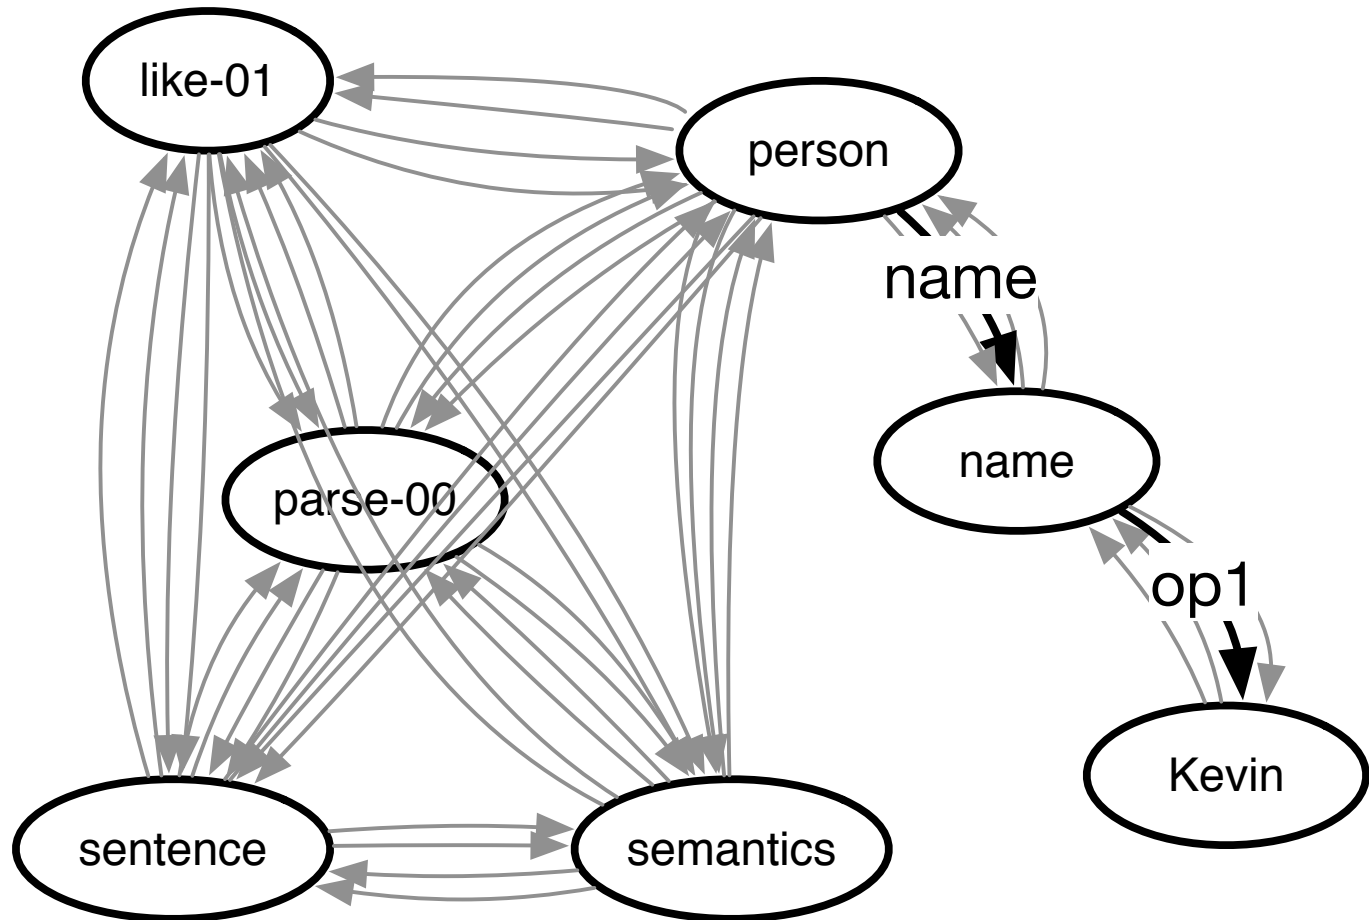 like-01
person
name
name
parse-00
op1
Kevin
sentence
semantics